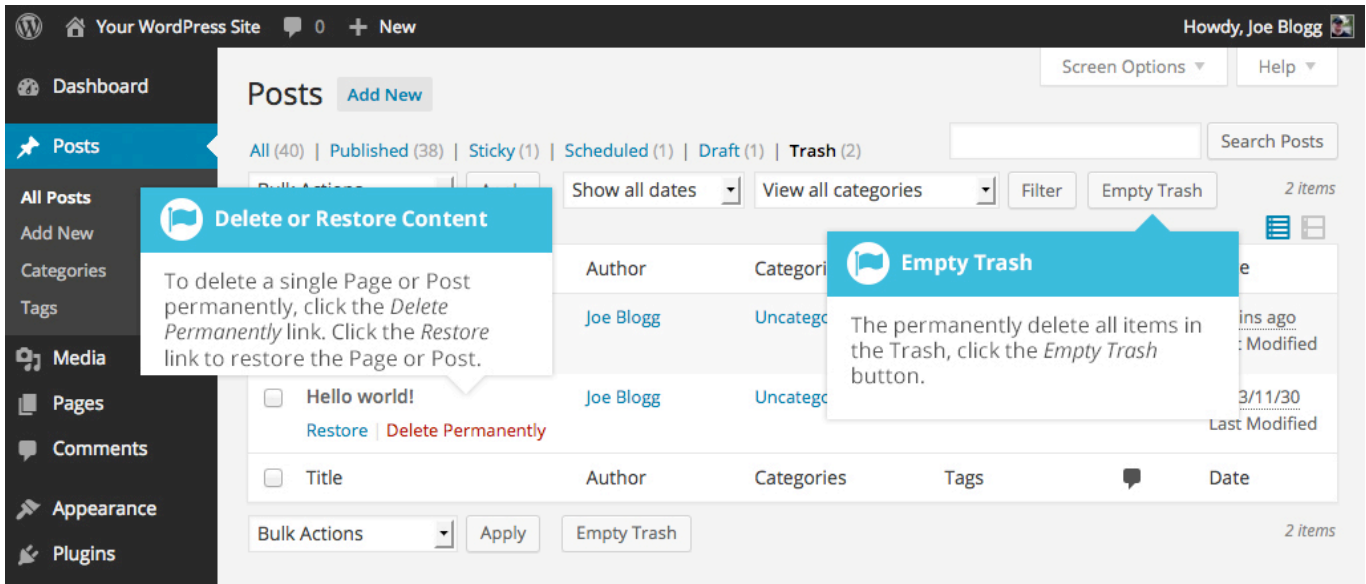 Your WordPress Site 0 + New Howdy, Joe Blogg
Screen Options Help
Dashboard
Posts Add New
Posts
All (40) | Published (38) | Sticky (1) | Scheduled (1) | Draft (1) | Trash (2)
Search Posts
Bulk Actions Apply Show all dates View all categories Filter Empty Trash 2 items
All Posts
Add New
Categories
Tags
Delete or Restore Content
To delete a single Page or Post
permanently, click the Delete
Permanently link. Click the Restore
link to restore the Page or Post.
Empty Trash
The permanently delete all items in
the Trash, click the Empty Trash
button.
Author
Joe Blogg
ago
Modified
Media
Pages
Comments
Appearance
Plugins
Hello world! Joe Blogg
Restore | Delete Permanently
Last Modified
Title Author Categories Tags Date
Bulk Actions Apply Empty Trash 2 items